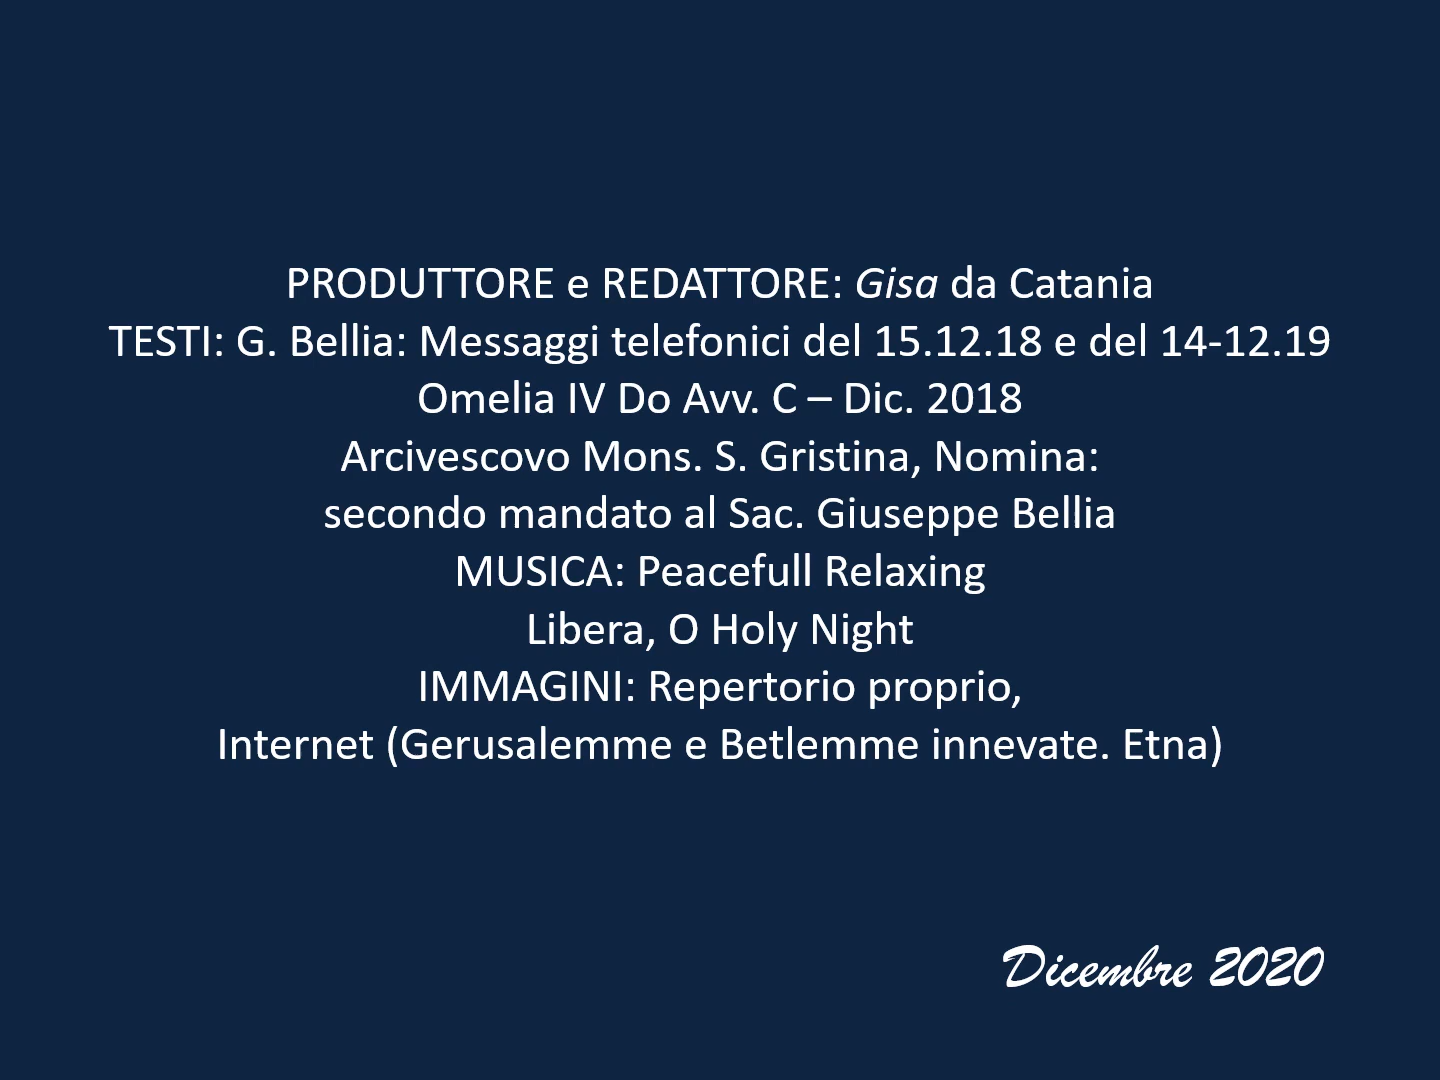 PRODUTTORE e REDATTORE: Gisa da Catania
TESTI: G. Bellia: Messaggi telefonici del 15.12.18 e del 14-12.19
Omelia IV Do Avv. C – Dic. 2018
Arcivescovo Mons. S. Gristina, Nomina:
secondo mandato al Sac. Giuseppe Bellia
MUSICA: Peacefull Relaxing
Libera, O Holy Night
IMMAGINI: Repertorio proprio,
Internet (Gerusalemme e Betlemme innevate. Etna)
Dicembre 2020